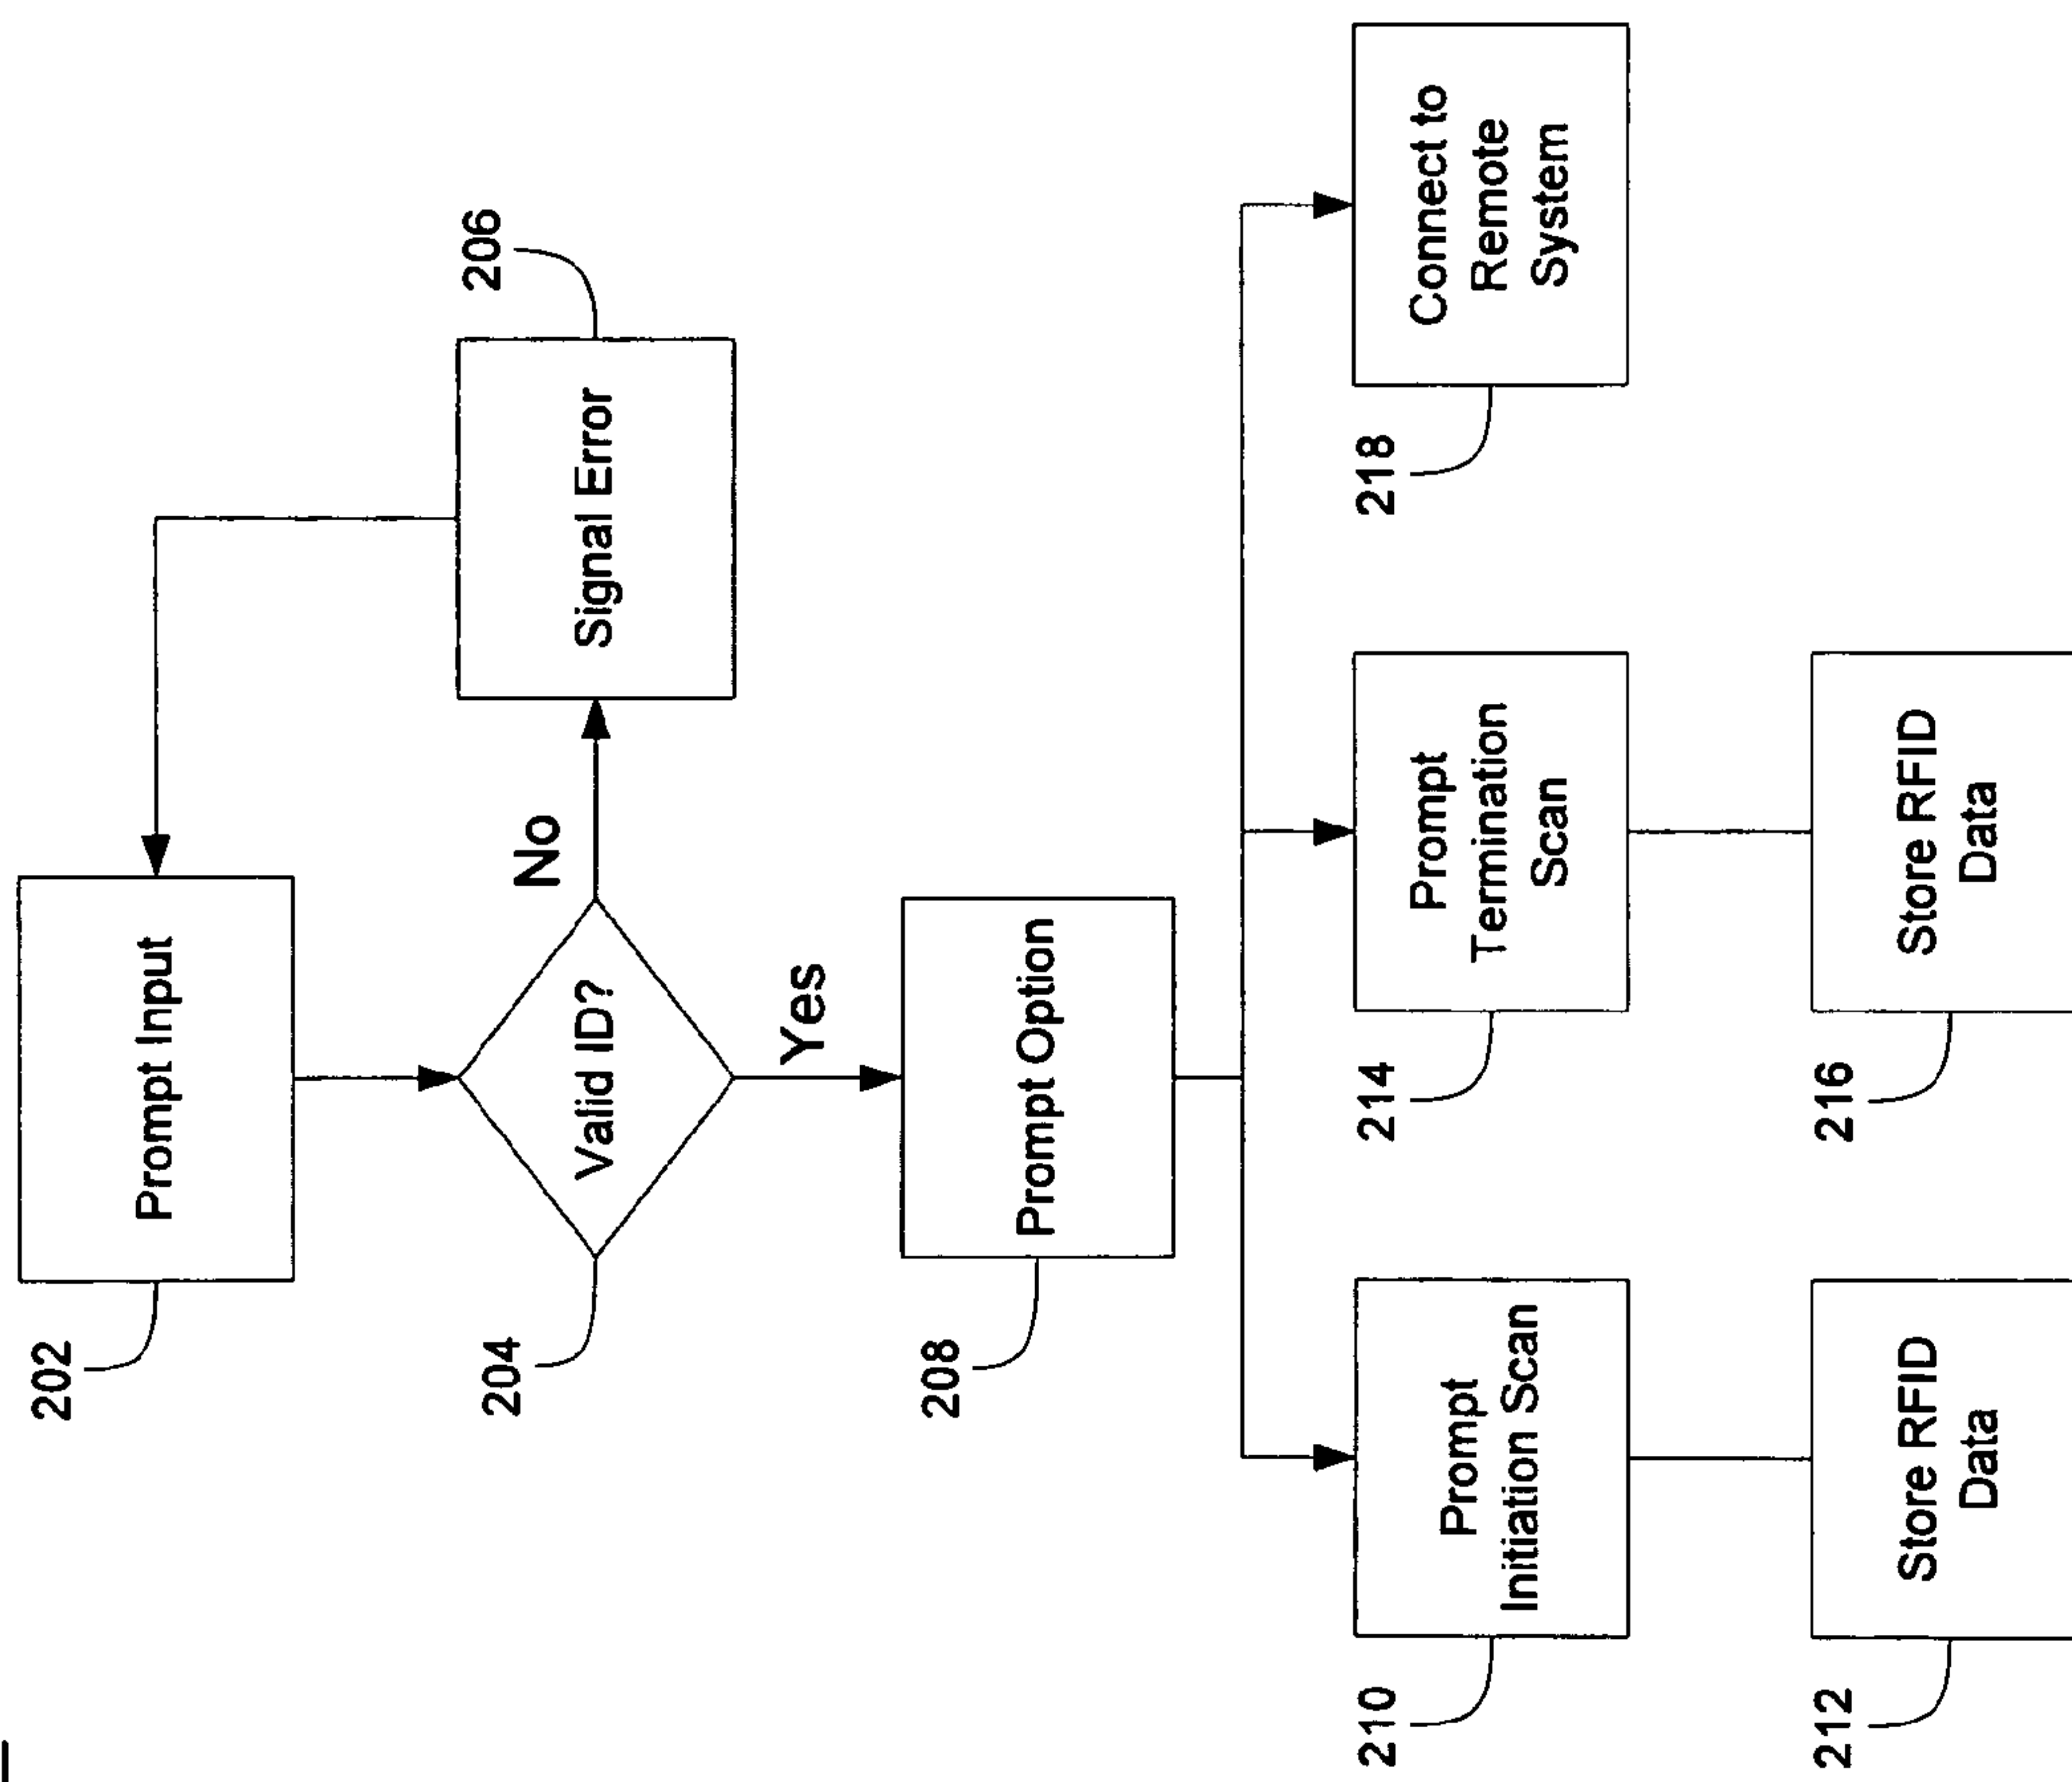 202
Prompt Input
204
Valid ID?
No
206
Signal Error
Yes
208
Prompt Option
210
Prompt
Initiation Scan
214
Prompt
Termination
Scan
218
Connect to
Remote
System
212
Store RFID
Data
216
Store RFID
Data